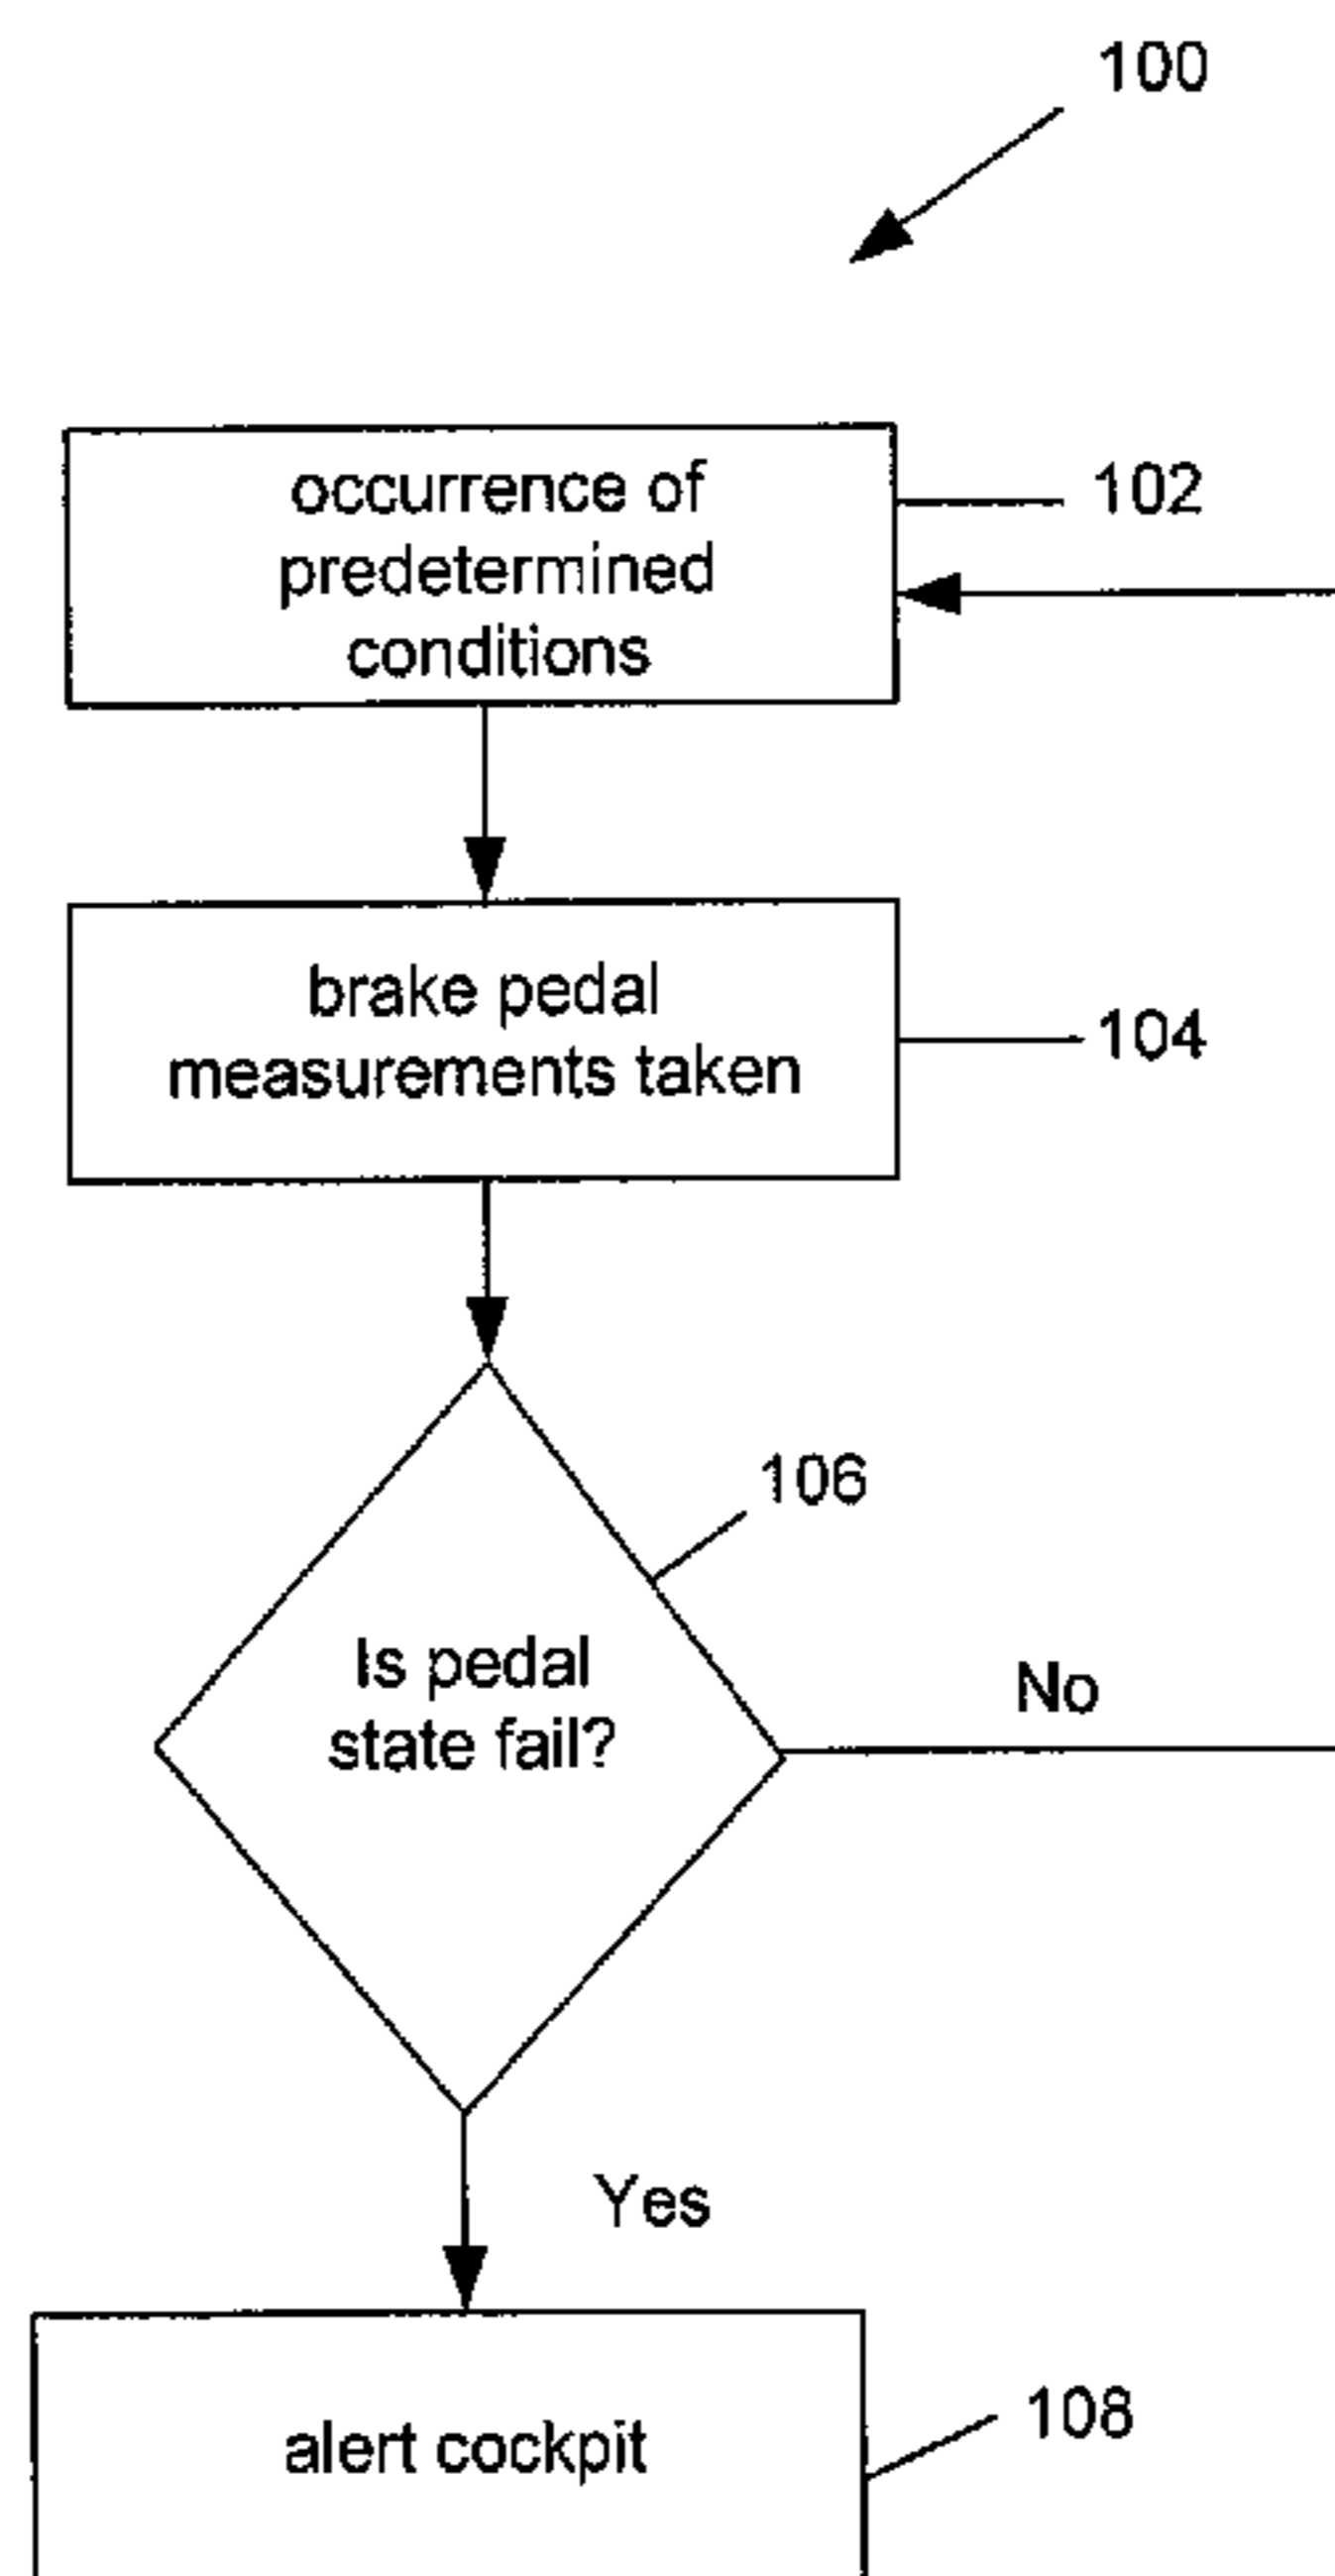 100
occurrence of
predetermined
conditions
102
brake pedal
measurements taken
104
106
Is pedal
state fail?
No
Yes
alert cockpit
108